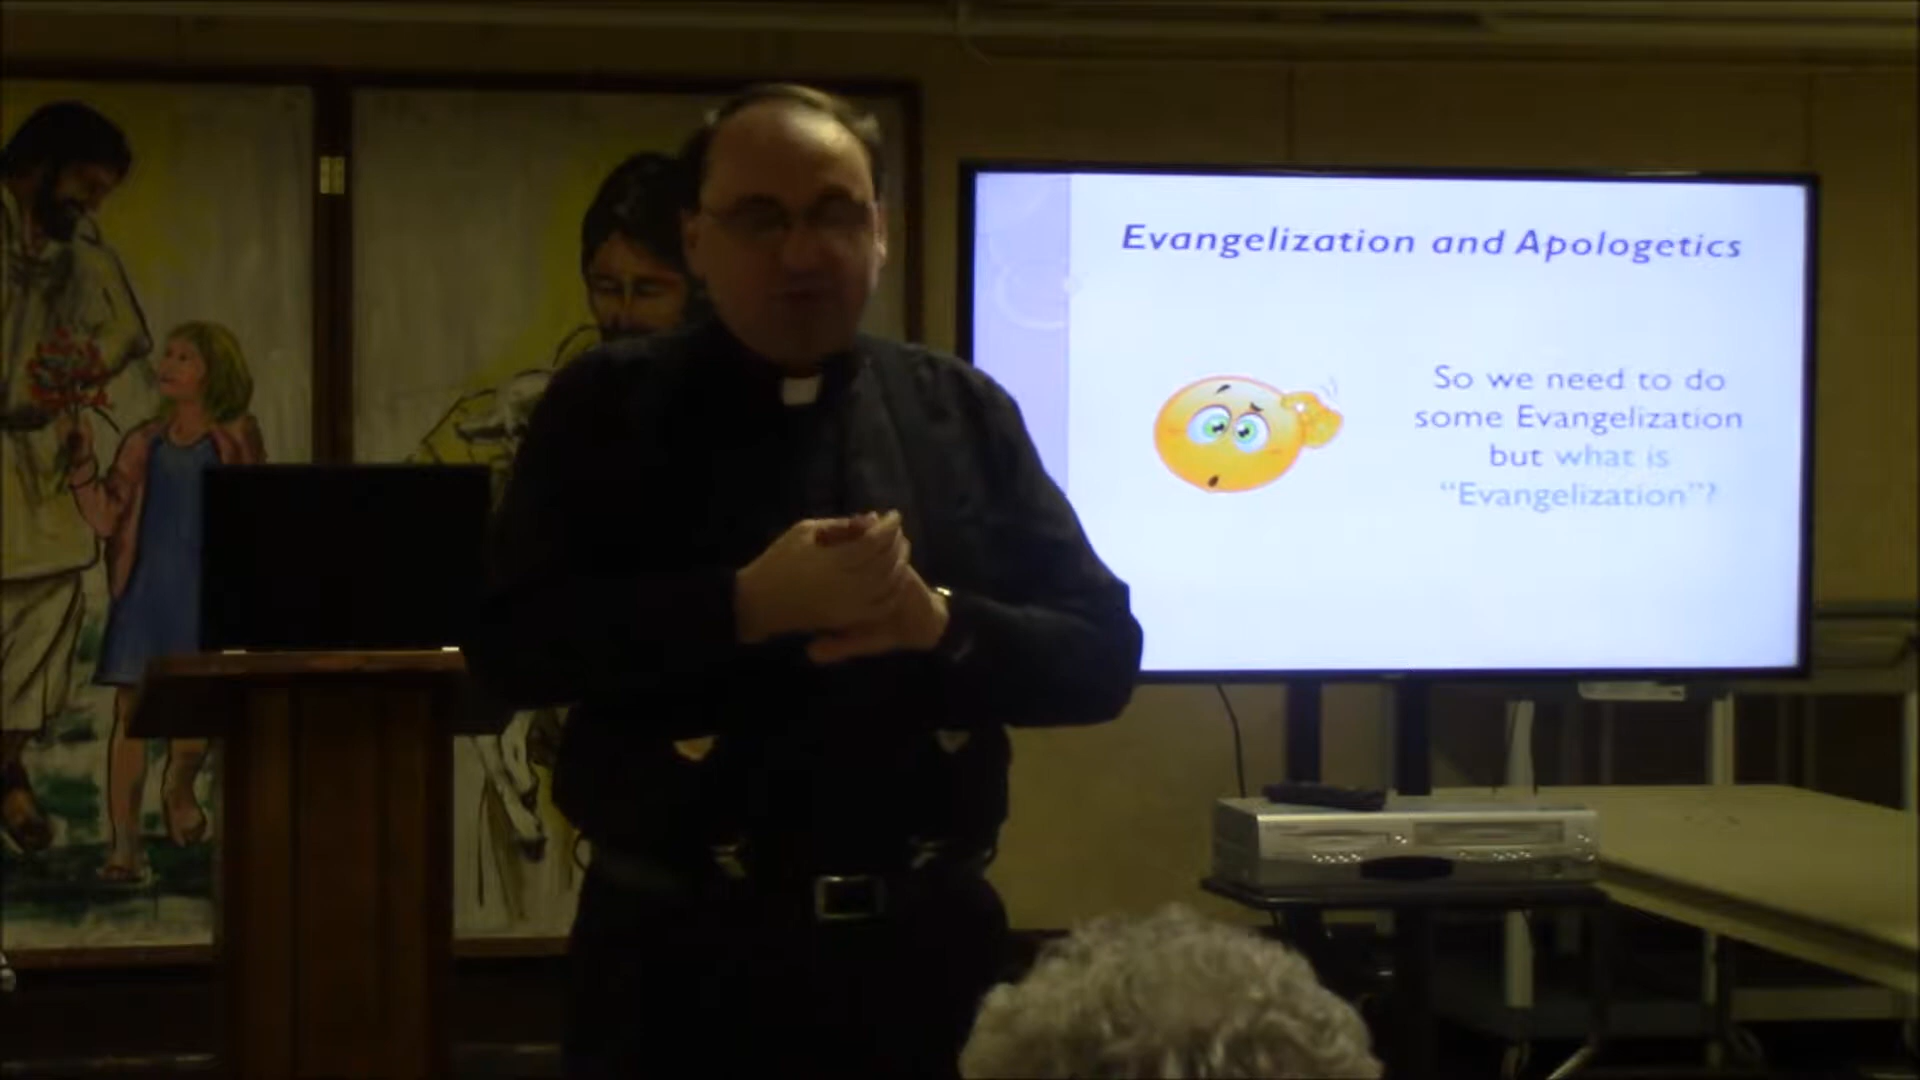 Evangelization and Apologetics
So we need to do
some Evangelization
but what is
“Evangelization”?